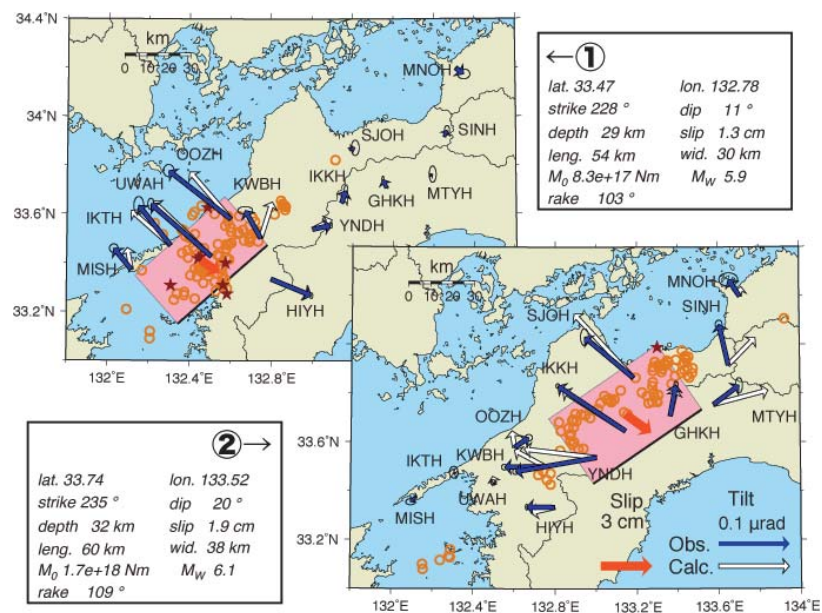 34.4˚N
34˚N
33.6˚N
33.2˚N
km
0 10 20 30
MNOH
SJOH
SINH
OOZH
UWAH
KWBH
IKKH
GHKH
MTYH
IKTH
YNDH
MISH
HIYH
132˚E
132.4˚E
132.8˚E
←①
lat. 33.47 lon. 132.78
strike 228 ° dip 11 °
depth 29 km slip 1.3 cm
leng. 54 km wid. 30 km
M0 8.3e+17 Nm MW 5.9
rake 103 °
②→
lat. 33.74 lon. 133.52
strike 235 ° dip 20 °
depth 32 km slip 1.9 cm
leng. 60 km wid. 38 km
M0 1.7e+18 Nm MW 6.1
rake 109 °
km
0 10 20 30
MNOH
SINH
SJOH
IKKH
OOZH
MTYH
GHKH
IKTH
KWBH
YNDH
UWAH
MISH
HIYH
Slip
3 cm
Tilt
0.1 μrad
Obs.
Calc.
33.6˚N
33.2˚N
132˚E
132.4˚E
132.8˚E
133.2˚E
133.6˚E
134˚E